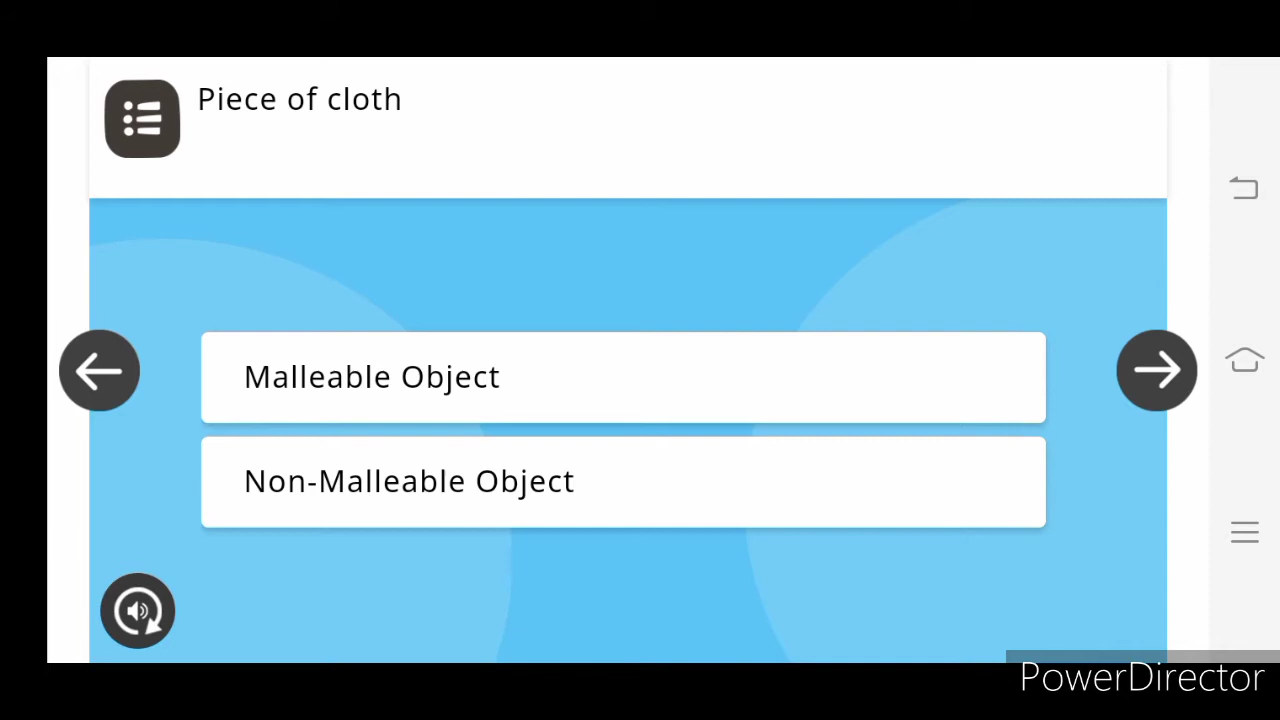 Piece of cloth
Malleable Object
Non-Malleable Object
PowerDirector